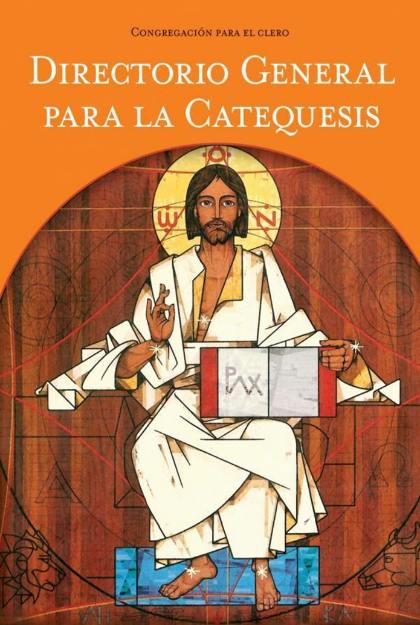 CONGREGACIÓN PARA EL CLERO
DIRECTORIO GENERAL
PARA LA CATEQUESIS
PAX